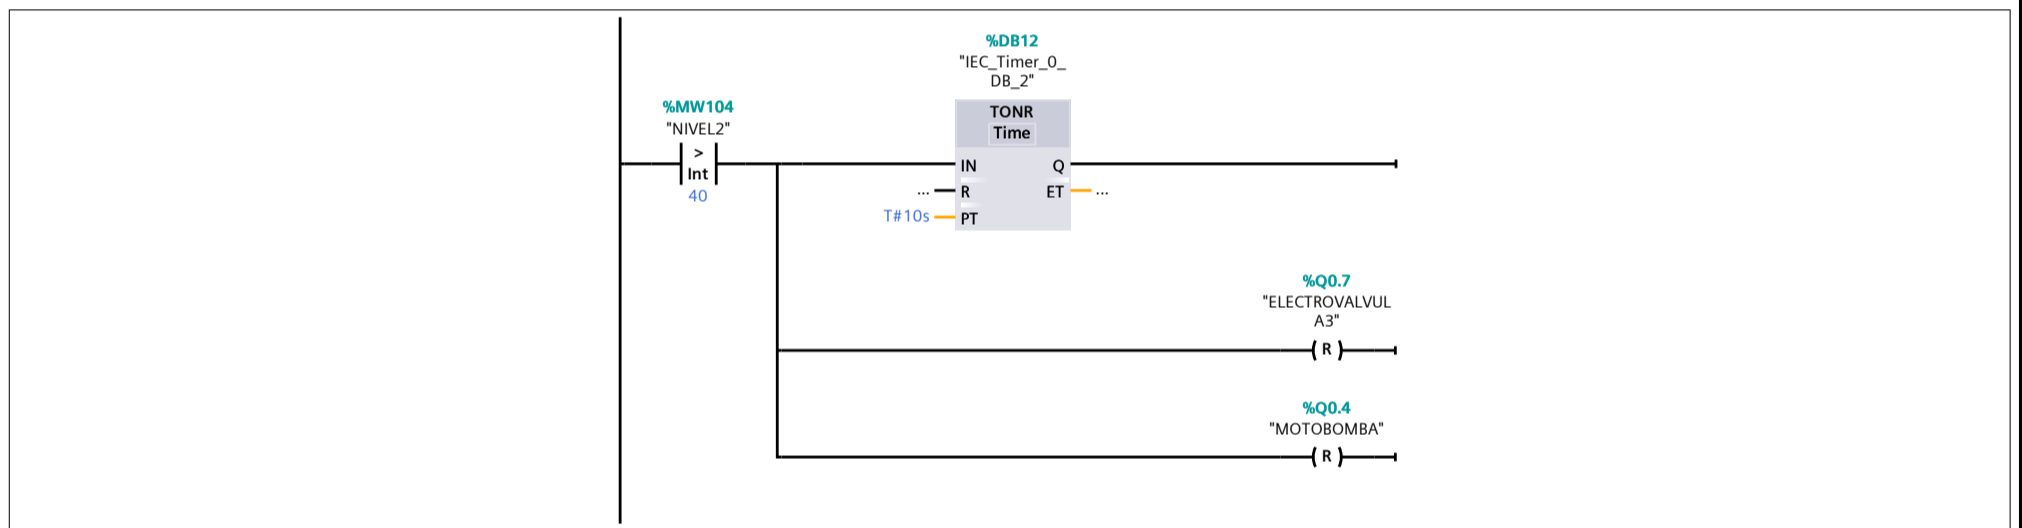 %DB12
"IEC_Timer_0_
DB_2"
%MW104
"NIVEL2"
>
Int
40
TONR
Time
IN
Q
... R
ET ...
T#10s PT
%Q0.7
"ELECTROVALVUL
A3"
R
%Q0.4
"MOTOBOMBA"
R